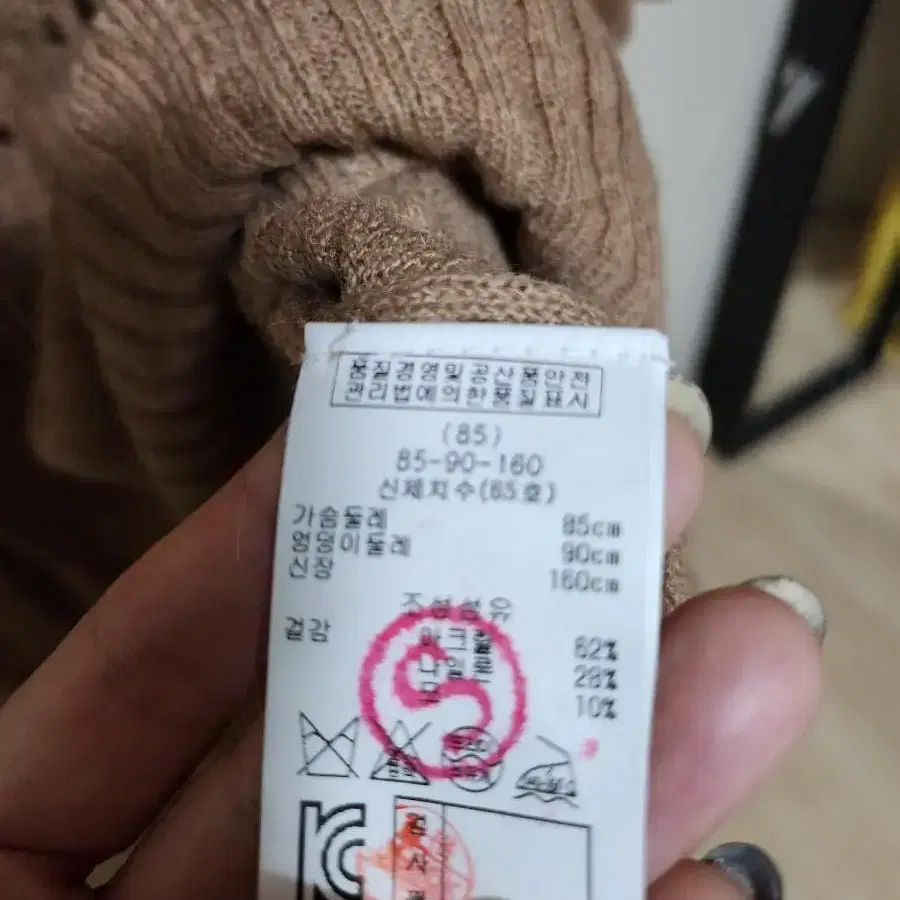 품질경영및공산품안전
관리법에의한품질표시
(85)
85-90-160
신체치수(85호)
가슴둘레 85cm
엉덩이둘레 90cm
신장 160cm
조성섬유
겉감 아크릴 62%
나일론 28%
10%
검사